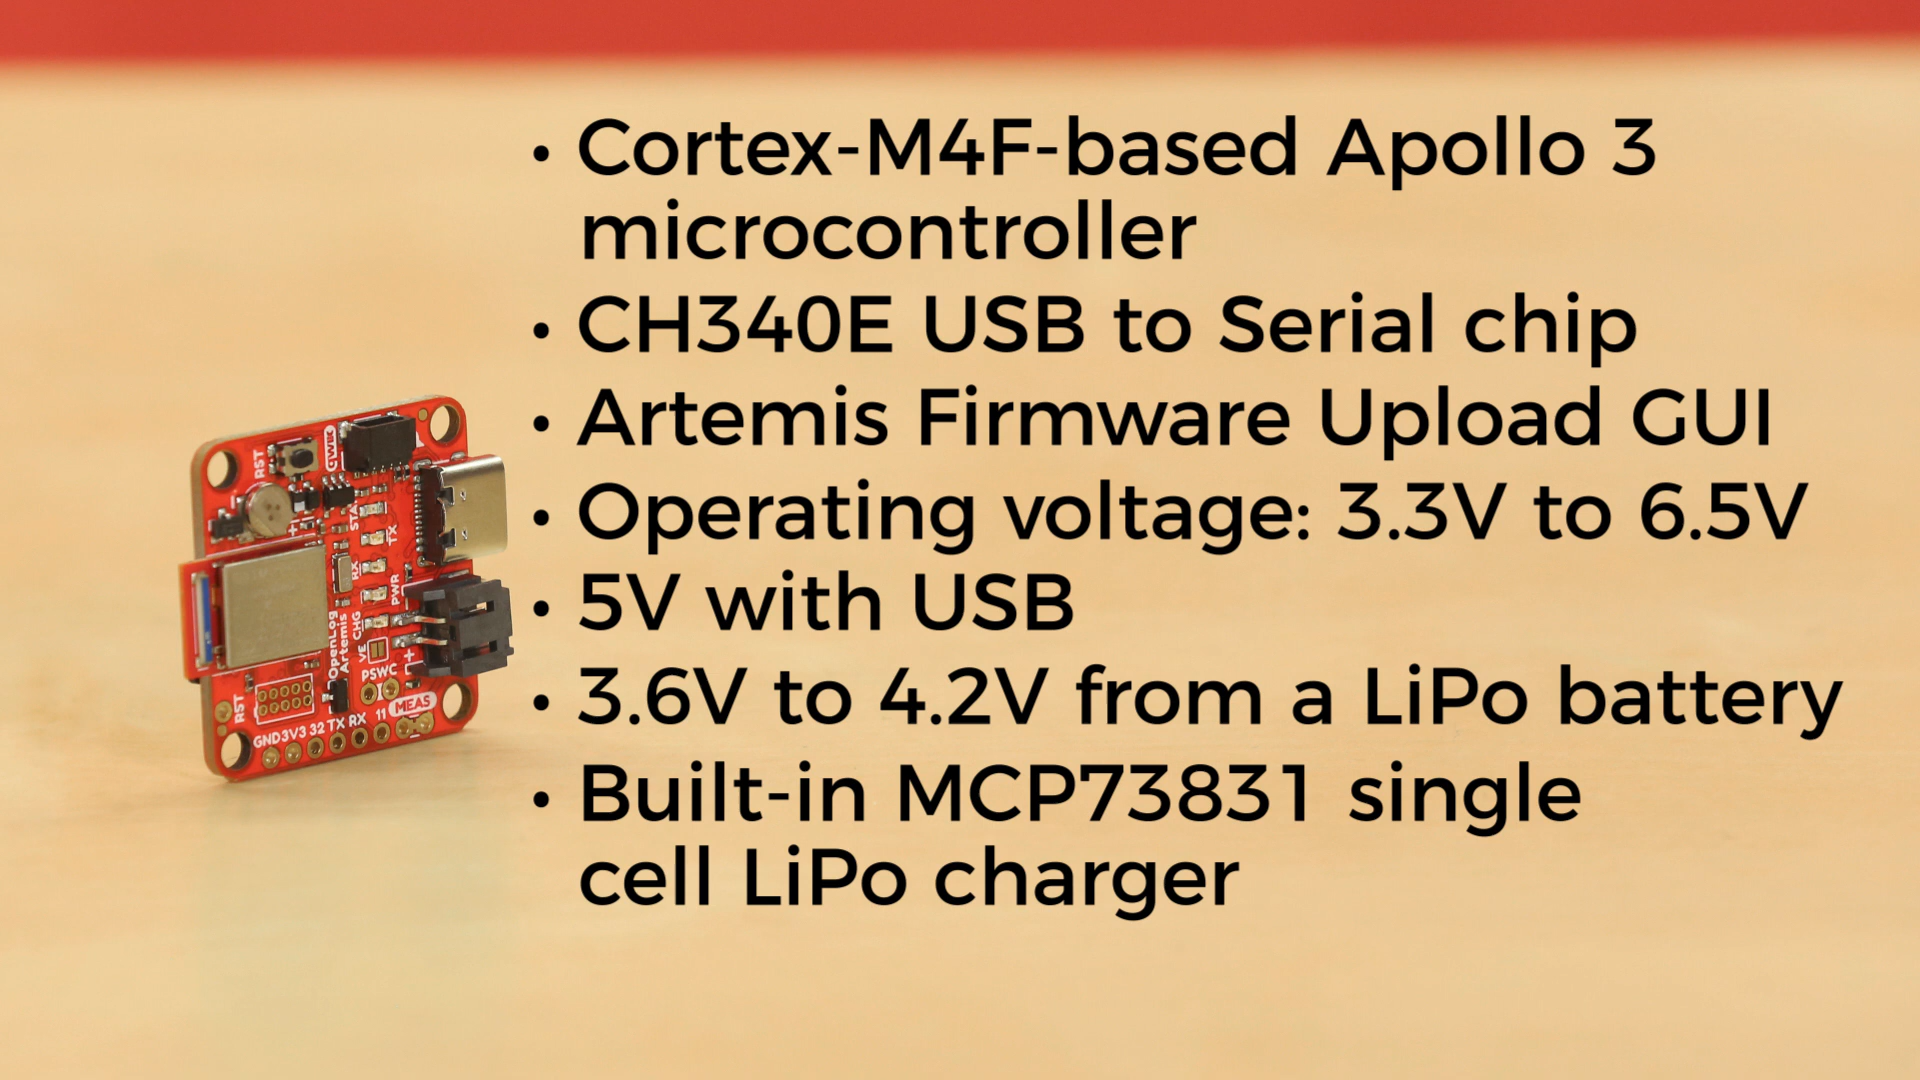 • Cortex-M4F-based Apollo 3
microcontroller
• CH340E USB to Serial chip
• Artemis Firmware Upload GUI
• Operating voltage: 3.3V to 6.5V
• 5V with USB
• 3.6V to 4.2V from a LiPo battery
• Built-in MCP73831 single
cell LiPo charger
RST
QWIIC
STAT
TX
RX
PWR
CHG
VE
OpenLog
Artemis
PSWC
RST
MEAS
GND 3V3 32 TX RX 11